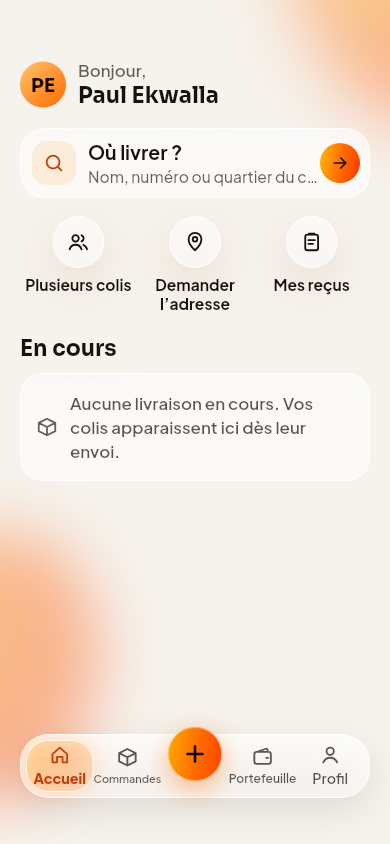 PE
Bonjour,
Paul Ekwalla
Où livrer ?
Nom, numéro ou quartier du c…
Plusieurs colis
Demander
l’adresse
Mes reçus
En cours
Aucune livraison en cours. Vos
colis apparaissent ici dès leur
envoi.
Accueil
Commandes
Portefeuille
Profil